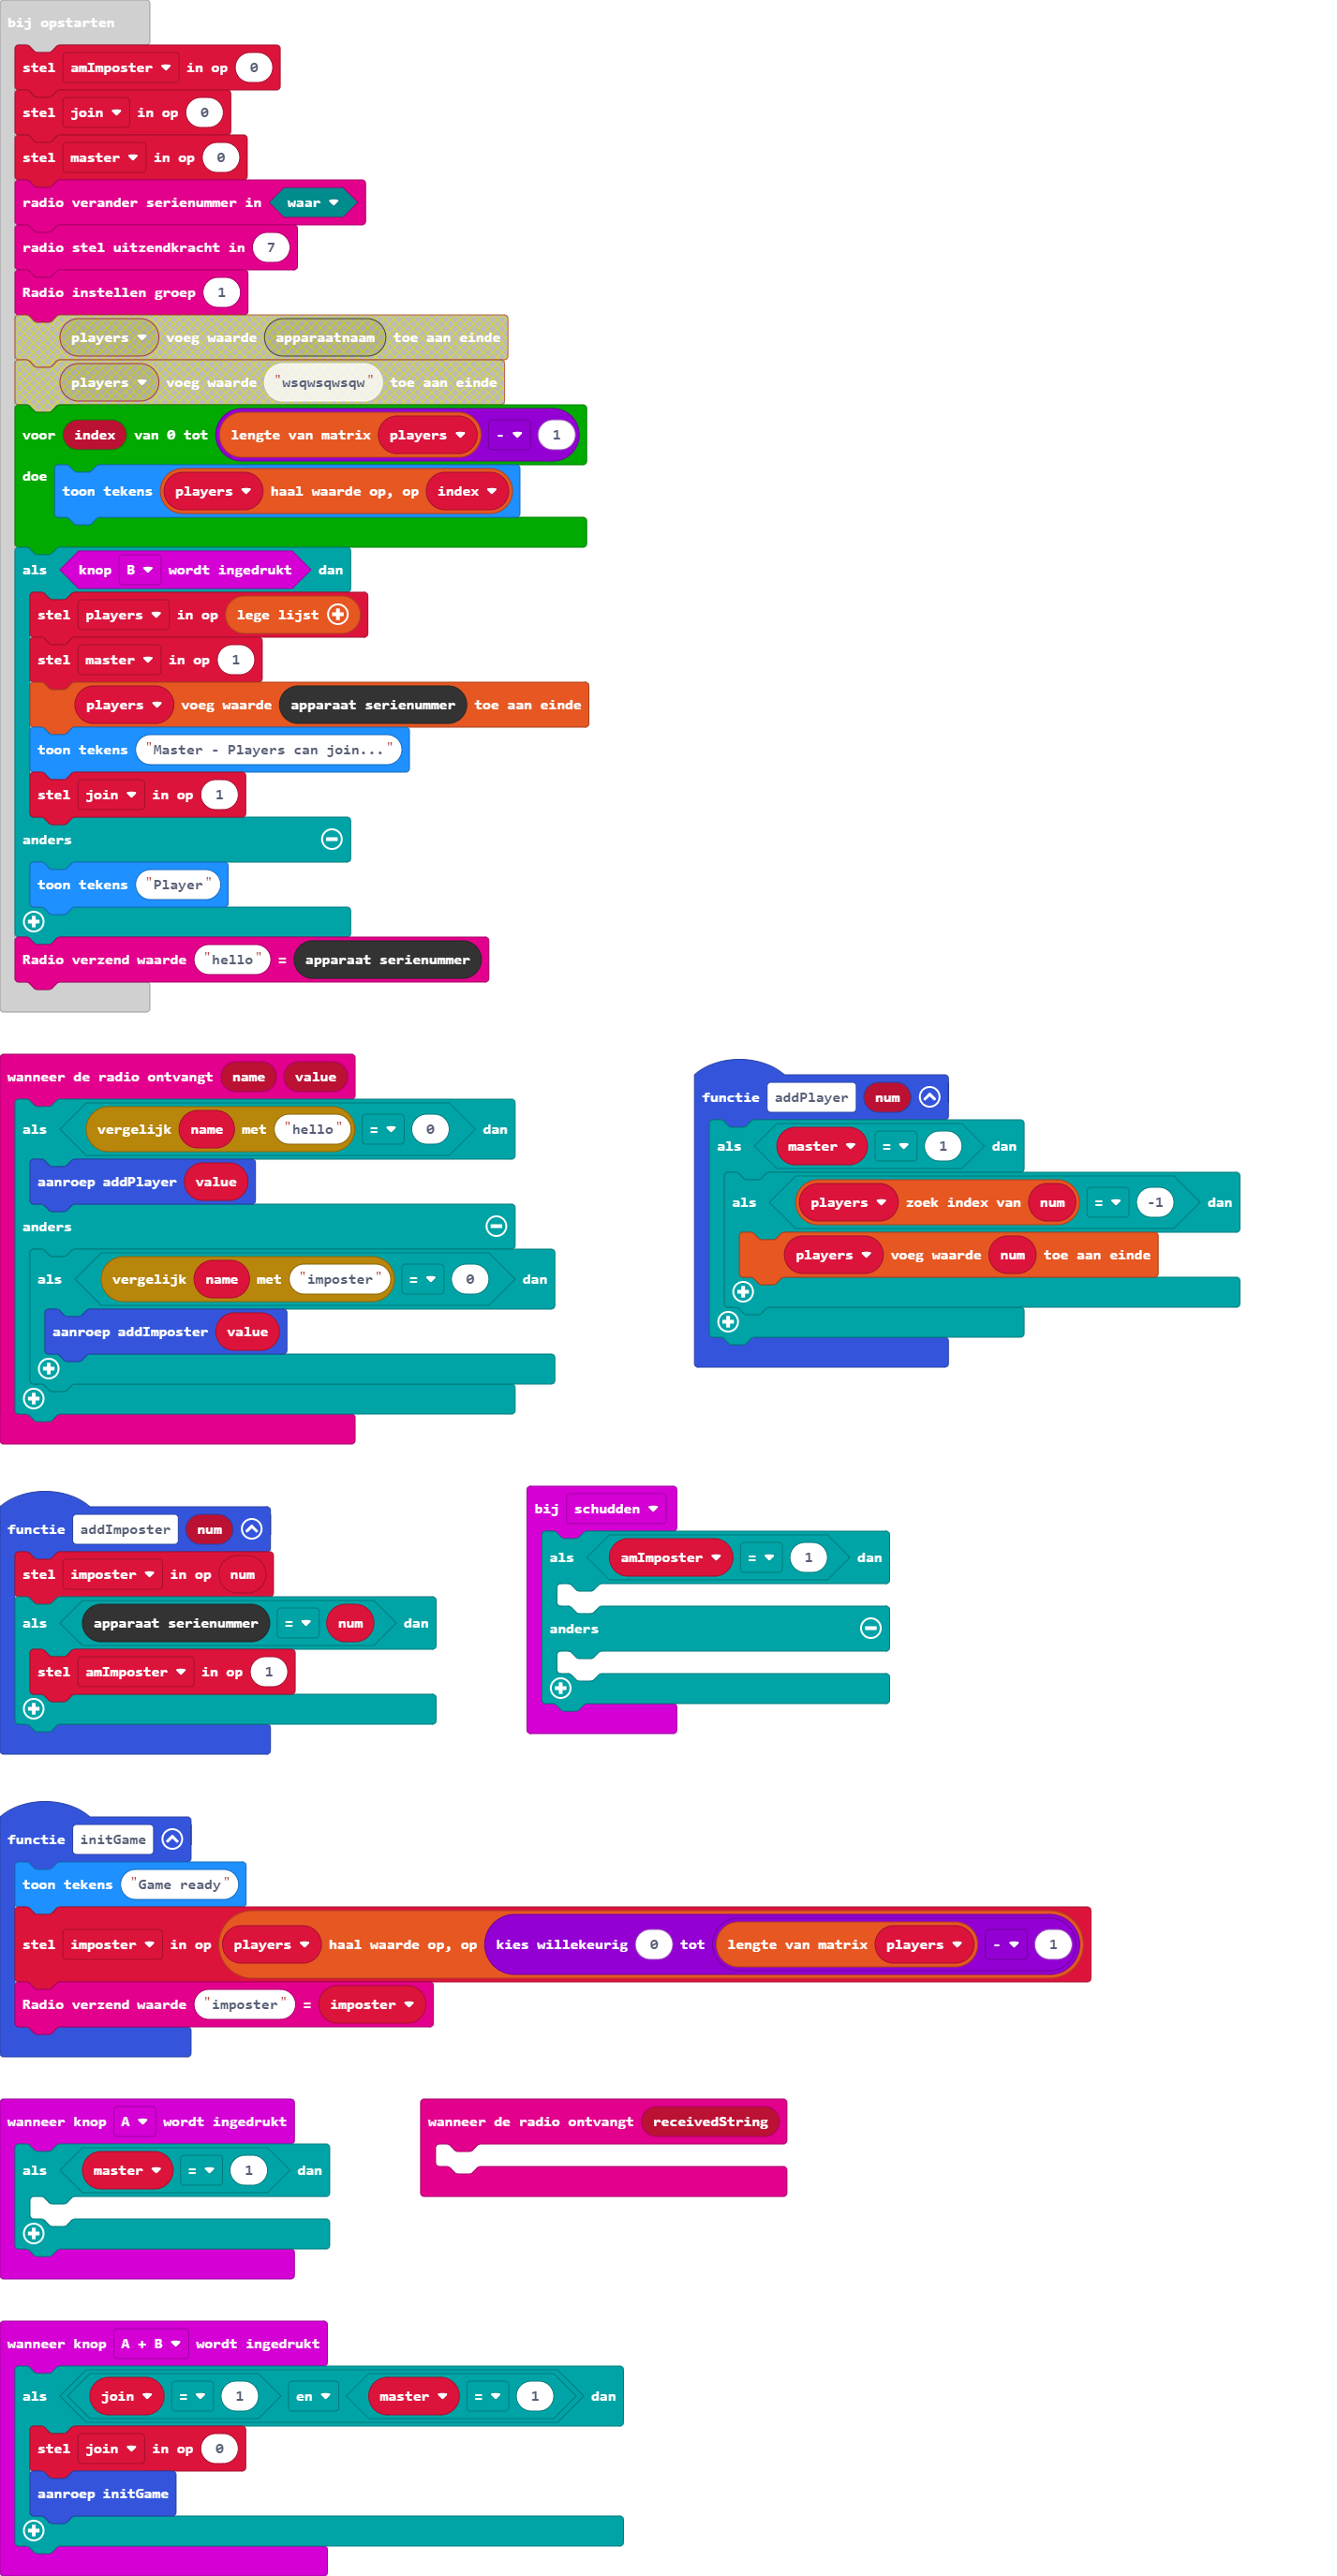 bij opstarten
stel amImposter in op 0
stel join in op 0
stel master in op 0
radio verander serienummer in waar
radio stel uitzendkracht in 7
Radio instellen groep 1
players voeg waarde apparaatnaam toe aan einde
players voeg waarde "wsqwsqwsqw" toe aan einde
voor index van 0 tot lengte van matrix players - 1
doe toon tekens players haal waarde op, op index
als knop B wordt ingedrukt dan
stel players in op lege lijst
stel master in op 1
players voeg waarde apparaat serienummer toe aan einde
toon tekens "Master - Players can join..."
stel join in op 1
anders
toon tekens "Player"
Radio verzend waarde "hello" = apparaat serienummer
wanneer de radio ontvangt name value
als vergelijk name met "hello" = 0 dan
aanroep addPlayer value
anders
als vergelijk name met "imposter" = 0 dan
aanroep addImposter value
functie addPlayer num
als master = 1 dan
als players zoek index van num = -1 dan
players voeg waarde num toe aan einde
functie addImposter num
stel imposter in op num
als apparaat serienummer = num dan
stel amImposter in op 1
bij schudden
als amImposter = 1 dan
anders
functie initGame
toon tekens "Game ready"
stel imposter in op players haal waarde op, op kies willekeurig 0 tot lengte van matrix players - 1
Radio verzend waarde "imposter" = imposter
wanneer knop A wordt ingedrukt
als master = 1 dan
wanneer de radio ontvangt receivedString
wanneer knop A + B wordt ingedrukt
als join = 1 en master = 1 dan
stel join in op 0
aanroep initGame